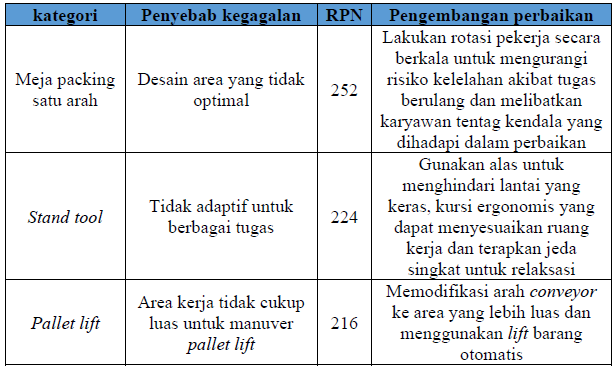 kategori Penyebab kegagalan RPN Pengembangan perbaikan
Meja packing
satu arah
Desain area yang tidak
optimal
252
Lakukan rotasi pekerja secara
berkala untuk mengurangi
risiko kelelahan akibat tugas
berulang dan melibatkan
karyawan tentag kendala yang
dihadapi dalam perbaikan
Stand tool
Tidak adaptif untuk
berbagai tugas
224
Gunakan alas untuk
menghindari lantai yang
keras, kursi ergonomis yang
dapat menyesuaikan ruang
kerja dan terapkan jeda
singkat untuk relaksasi
Pallet lift
Area kerja tidak cukup
luas untuk manuver
pallet lift
216
Memodifikasi arah conveyor
ke area yang lebih luas dan
menggunakan lift barang
otomatis